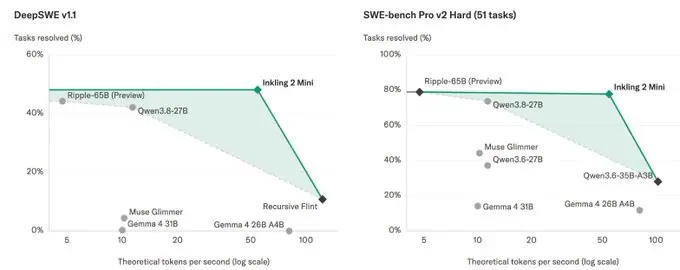 DeepSWE v1.1
Tasks resolved (%)
60%
40%
20%
0%
Ripple-65B (Preview)
Qwen3.8-27B
Inkling 2 Mini
Muse Glimmer
Gemma 4 31B
Gemma 4 26B A4B
Recursive Flint
5
10
20
50
100
Theoretical tokens per second (log scale)
SWE-bench Pro v2 Hard (51 tasks)
Tasks resolved (%)
100%
80%
60%
40%
20%
0%
Ripple-65B (Preview)
Qwen3.8-27B
Inkling 2 Mini
Muse Glimmer
Qwen3.6-27B
Qwen3.6-35B-A3B
Gemma 4 31B
Gemma 4 26B A4B
5
10
20
50
100
Theoretical tokens per second (log scale)